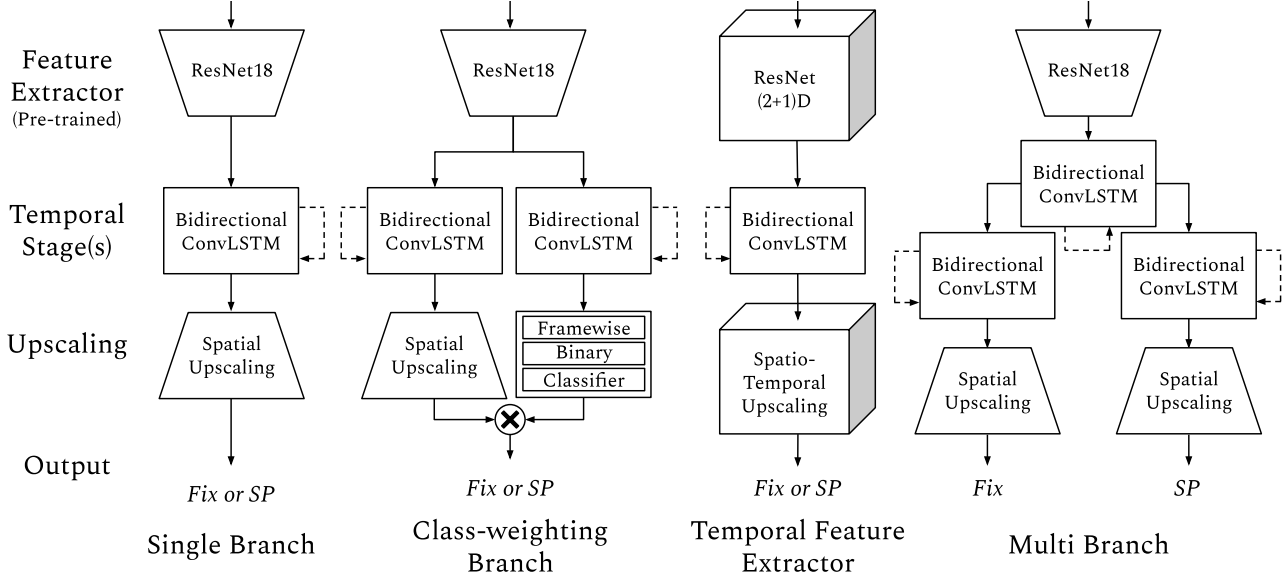 Feature
Extractor
(Pre-trained)
Temporal
Stage(s)
Upscaling
Output
ResNet18
Bidirectional
ConvLSTM
Spatial
Upscaling
Fix or SP
Single Branch
ResNet18
Bidirectional
ConvLSTM
Bidirectional
ConvLSTM
Spatial
Upscaling
Framewise
Binary
Classifier
Fix or SP
Class-weighting
Branch
ResNet
(2+1)D
Bidirectional
ConvLSTM
Spatio-
Temporal
Upscaling
Fix or SP
Temporal Feature
Extractor
ResNet18
Bidirectional
ConvLSTM
Bidirectional
ConvLSTM
Bidirectional
ConvLSTM
Spatial
Upscaling
Spatial
Upscaling
Fix
SP
Multi Branch